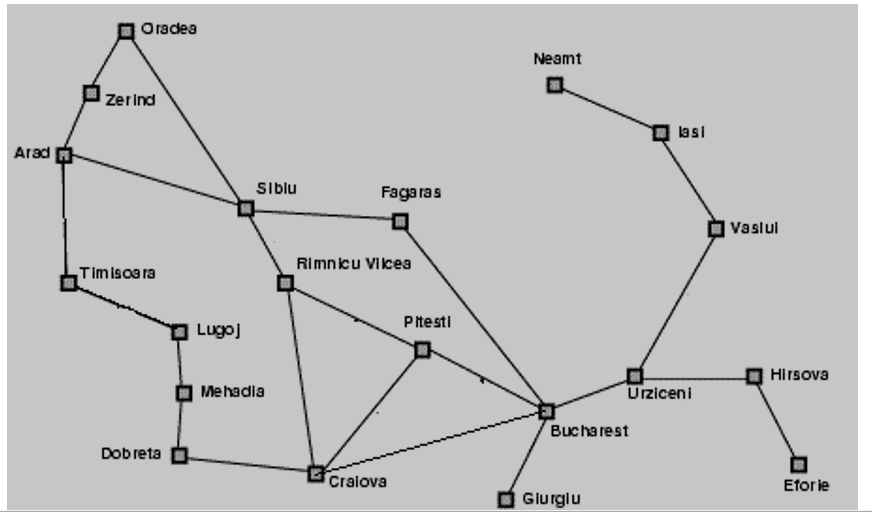 Oradea
Neamt
Zerind
Iasi
Arad
Sibiu
Fagaras
Vaslui
Rimnicu Vilcea
Timisoara
Pitesti
Lugoj
Hirsova
Mehadia
Urziceni
Bucharest
Dobreta
Craiova
Eforie
Giurgiu